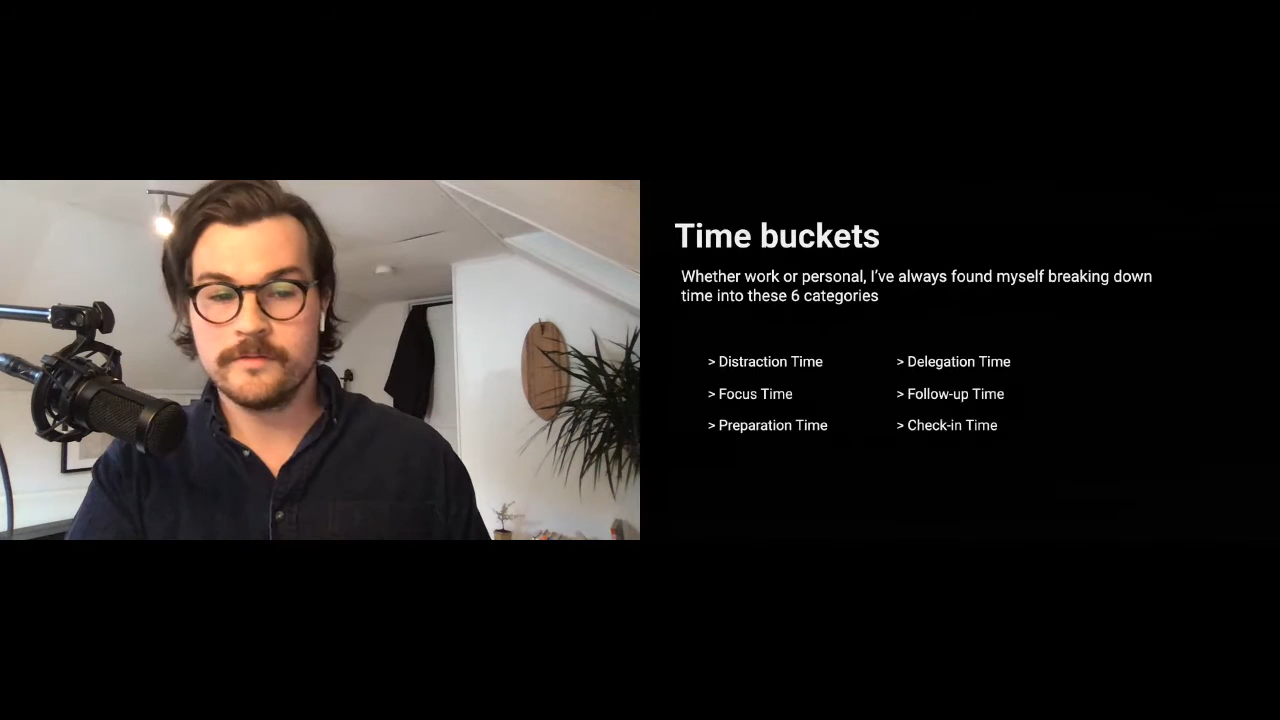 Time buckets
Whether work or personal, I've always found myself breaking down
time into these 6 categories
> Distraction Time
> Focus Time
> Preparation Time
> Delegation Time
> Follow-up Time
> Check-in Time